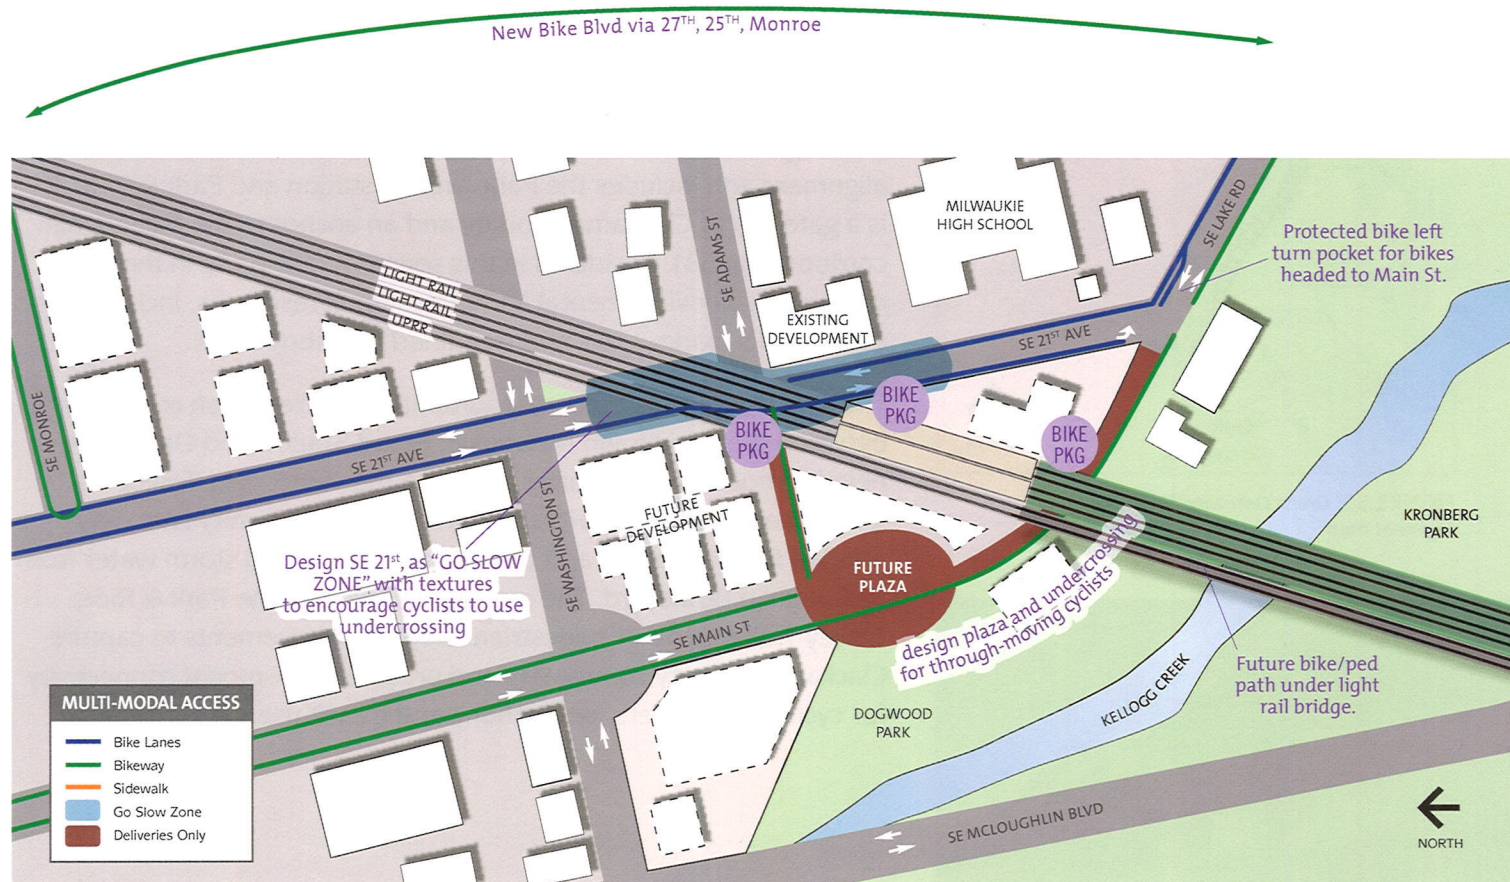 New Bike Blvd via 27TH, 25TH, Monroe
MILWAUKIE
HIGH SCHOOL
SE LAKE RD
Protected bike left
turn pocket for bikes
headed to Main St.
SE ADAMS ST
LIGHT RAIL
LIGHT RAIL
UPRR
EXISTING
DEVELOPMENT
SE 21ST AVE
BIKE
PKG
BIKE
PKG
BIKE
PKG
SE MONROE
SE 21ST AVE
SE WASHINGTON ST
FUTURE
DEVELOPMENT
KRONBERG
PARK
Design SE 21st, as “GO SLOW
ZONE” with textures
to encourage cyclists to use
undercrossing
FUTURE
PLAZA
design plaza and undercrossing
for through-moving cyclists
SE MAIN ST
Future bike/ped
path under light
rail bridge.
KELLOGG CREEK
DOGWOOD
PARK
MULTI-MODAL ACCESS
Bike Lanes
Bikeway
Sidewalk
Go Slow Zone
Deliveries Only
SE MCLOUGHLIN BLVD
NORTH